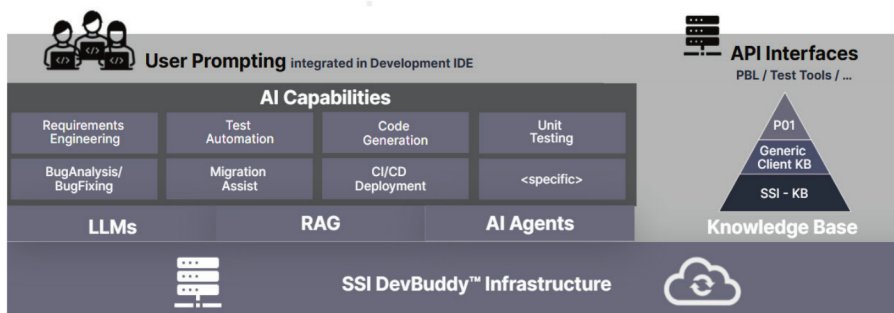 User Prompting integrated in Development IDE
API Interfaces
PBL / Test Tools / ...
AI Capabilities
Requirements
Engineering
Test
Automation
Code
Generation
Unit
Testing
BugAnalysis/
BugFixing
Migration
Assist
CI/CD
Deployment
<specific>
P01
Generic
Client KB
SSI - KB
LLMs
RAG
AI Agents
Knowledge Base
SSI DevBuddy™ Infrastructure